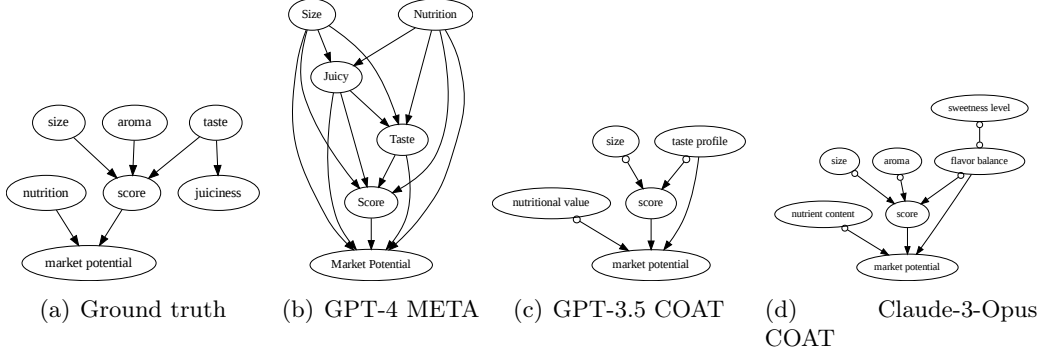 size
aroma
taste
nutrition
score
juiciness
market potential
(a) Ground truth
Size
Nutrition
Juicy
Taste
Score
Market Potential
(b) GPT-4 META
size
taste profile
nutritional value
score
market potential
(c) GPT-3.5 COAT
sweetness level
size
aroma
flavor balance
nutrient content
score
market potential
(d) Claude-3-Opus
COAT